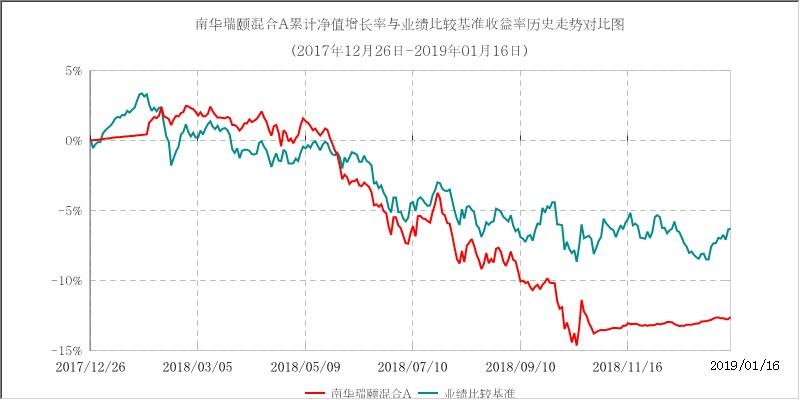 南华瑞颐混合A累计净值增长率与业绩比较基准收益率历史走势对比图
(2017年12月26日-2019年01月16日)
5%
0%
-5%
-10%
-15%
2017/12/26 2018/03/05 2018/05/09 2018/07/10 2018/09/10 2018/11/16 2019/01/16
南华瑞颐混合A 业绩比较基准